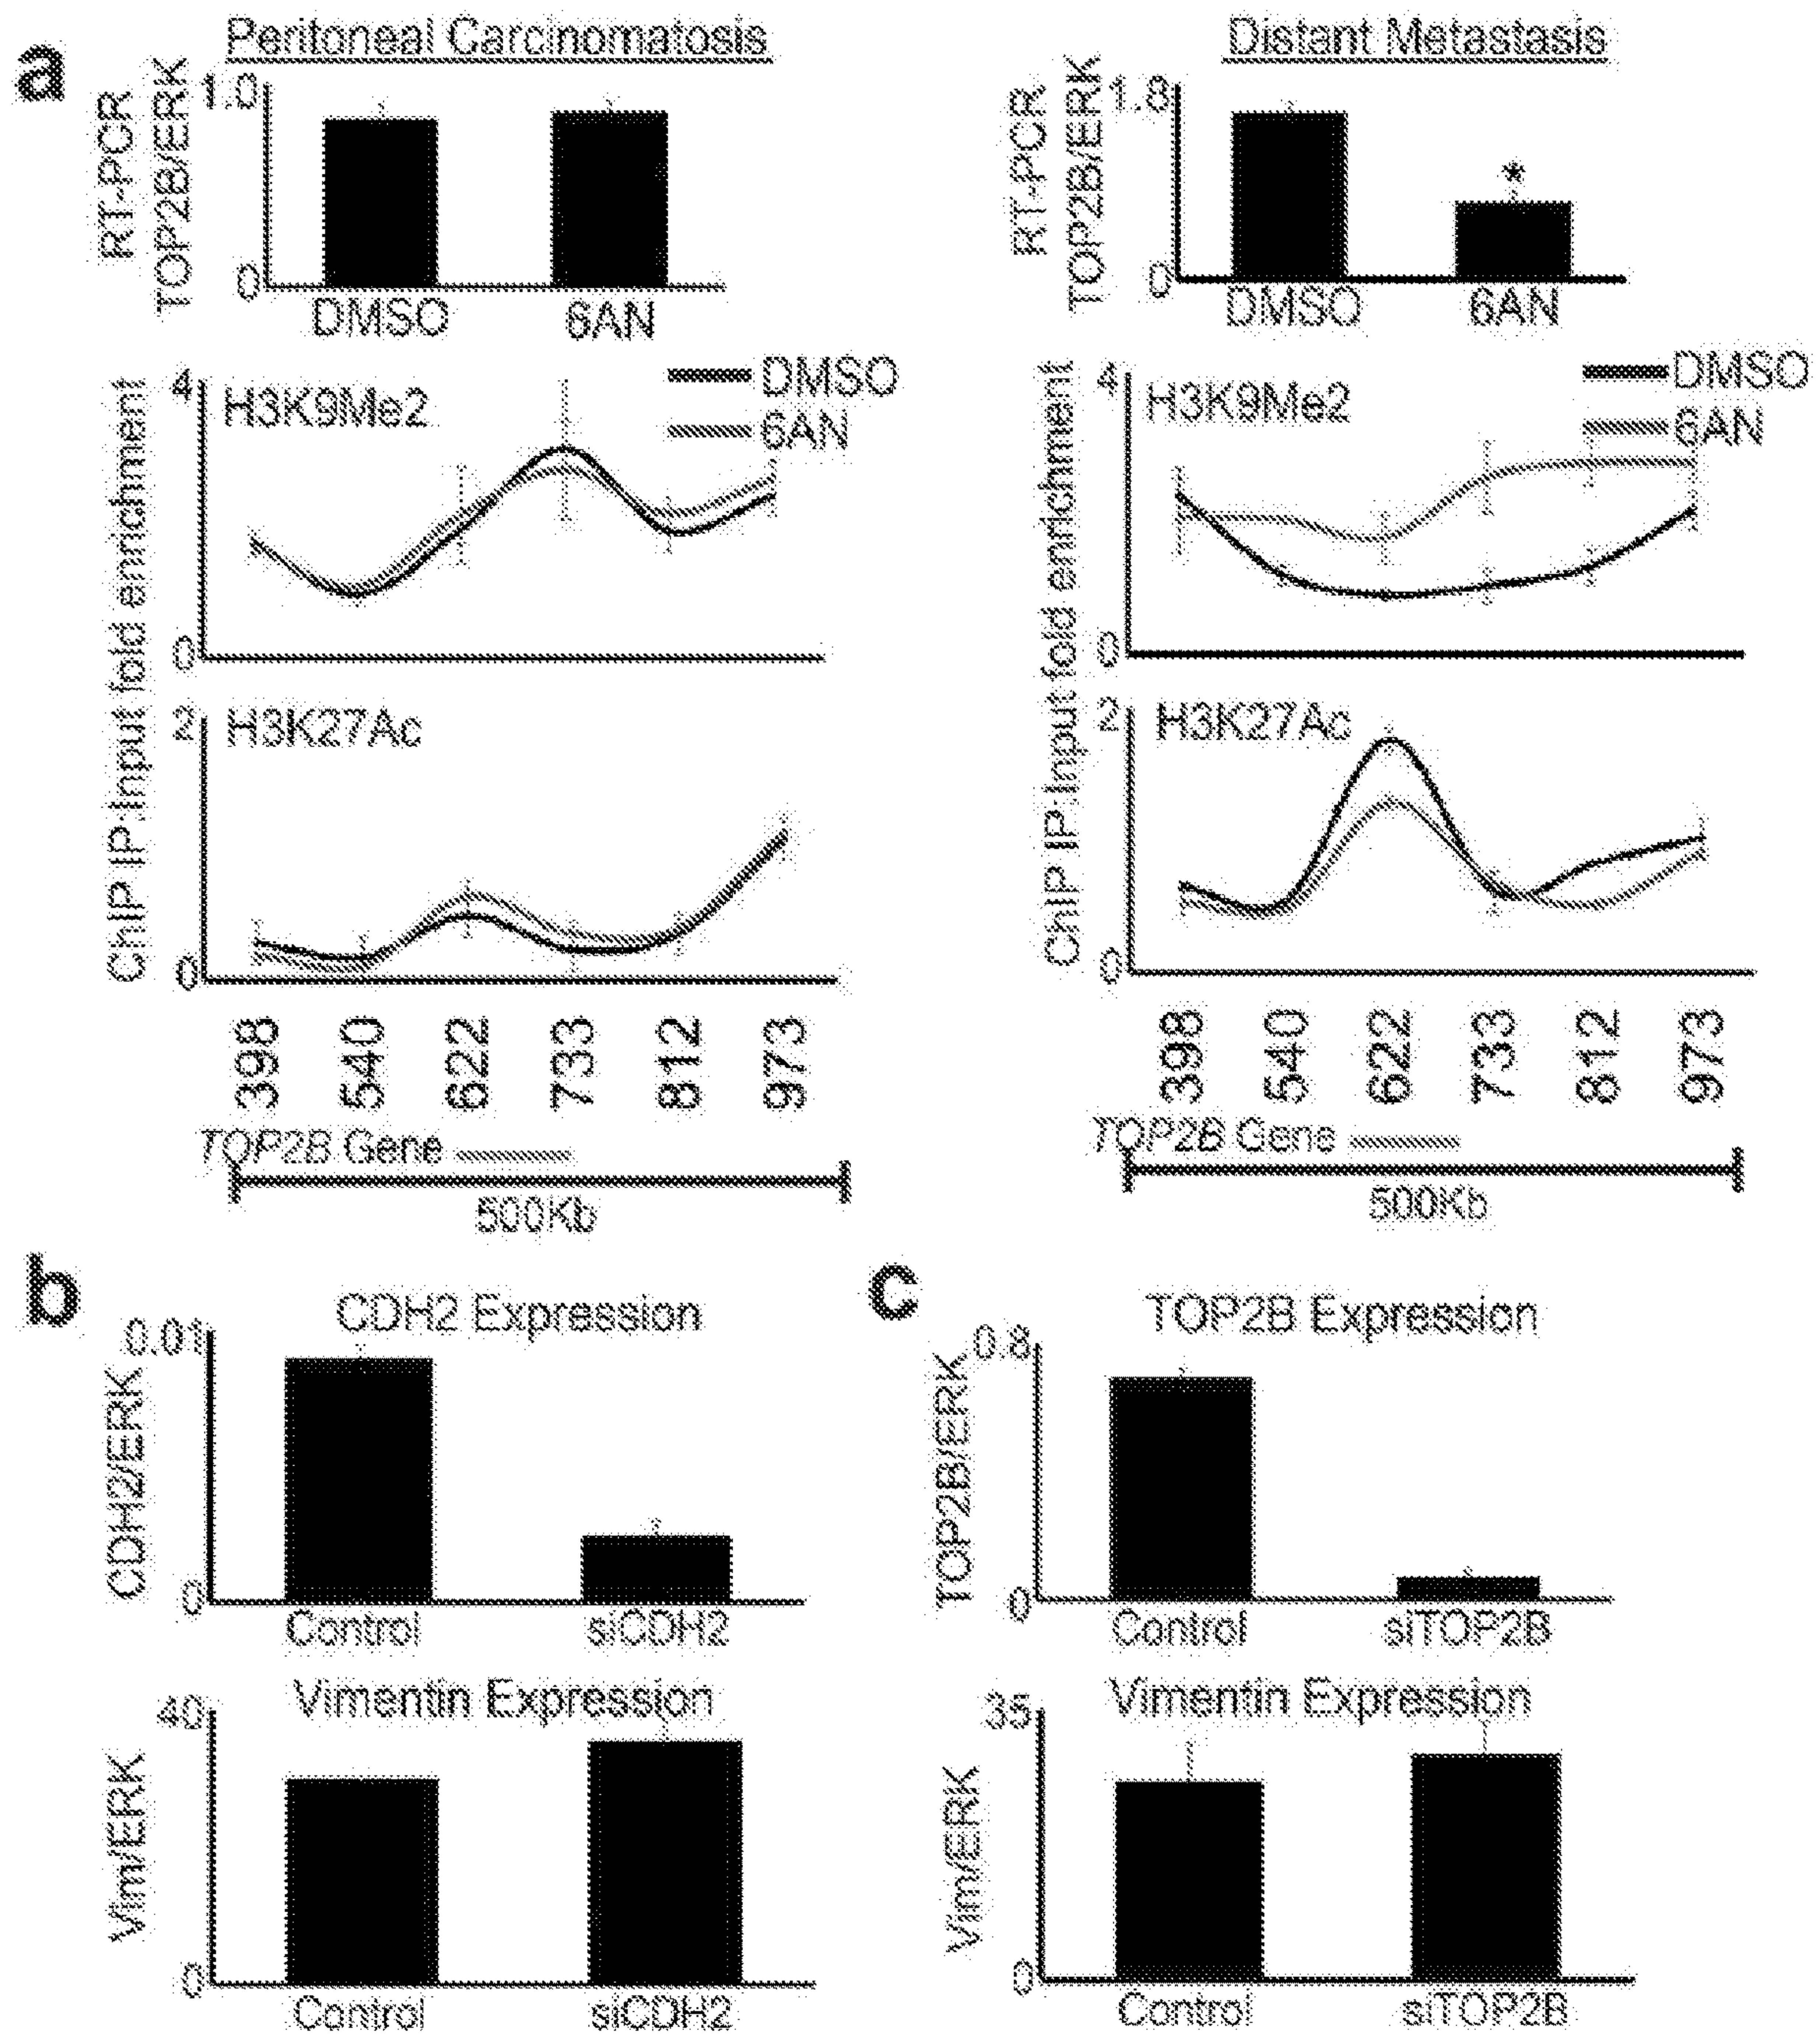 a
Peritoneal Carcinomatosis
RT-PCR
TOP2B/ERK
1.0
0
DMSO
6AN
Distant Metastasis
RT-PCR
TOP2B/ERK
1.8
0
*
DMSO
6AN
ChIP IP:Input fold enrichment
4
H3K9Me2
DMSO
6AN
0
2
H3K27Ac
0
398
540
622
733
812
973
TOP2B Gene
500Kb
ChIP IP:Input fold enrichment
4
H3K9Me2
DMSO
6AN
0
2
H3K27Ac
0
398
540
622
733
812
973
TOP2B Gene
500Kb
b
CDH2 Expression
CDH2/ERK
0.01
0
Control
siCDH2
Vimentin Expression
Vim/ERK
40
0
Control
siCDH2
c
TOP2B Expression
TOP2B/ERK
0.8
0
Control
siTOP2B
Vimentin Expression
Vim/ERK
35
0
Control
siTOP2B